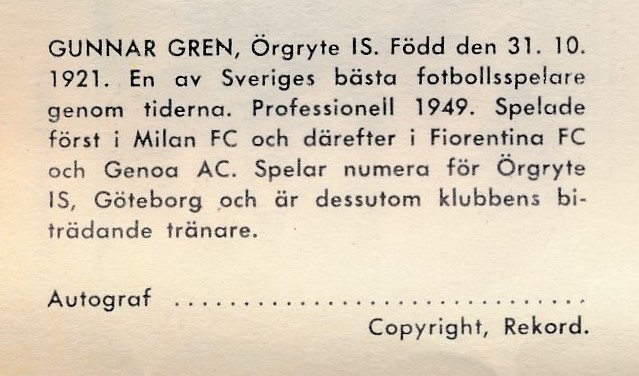 GUNNAR GREN, Örgryte IS. Född den 31. 10.
1921. En av Sveriges bästa fotbollsspelare
genom tiderna. Professionell 1949. Spelade
först i Milan FC och därefter i Fiorentina FC
och Genoa AC. Spelar numera för Örgryte
IS, Göteborg och är dessutom klubbens bi-
trädande tränare.
Autograf ..............................
Copyright, Rekord.